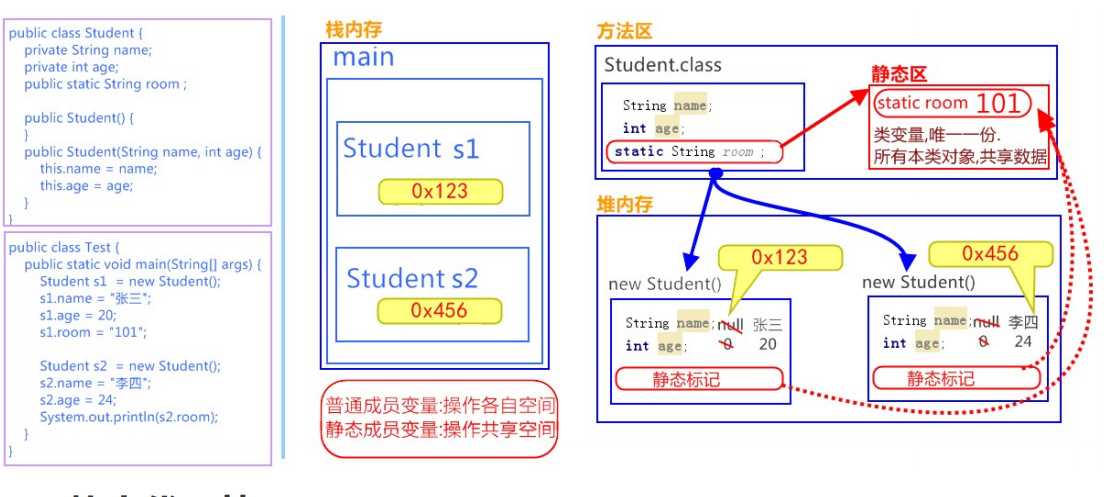 public class Student {
private String name;
private int age;
public static String room ;
public Student() {
}
public Student(String name, int age) {
this.name = name;
this.age = age;
}
}
public class Test {
public static void main(String[] args) {
Student s1 = new Student();
s1.name = "张三";
s1.age = 20;
s1.room = "101";
Student s2 = new Student();
s2.name = "李四";
s2.age = 24;
System.out.println(s2.room);
}
}
栈内存
main
Student s1
0x123
Student s2
0x456
普通成员变量:操作各自空间
静态成员变量:操作共享空间
方法区
Student.class
String name;
int age;
static String room ;
静态区
static room 101
类变量,唯一一份.
所有本类对象,共享数据
堆内存
0x123
new Student()
String name; null 张三
int age; 0 20
静态标记
0x456
new Student()
String name; null 李四
int age; 0 24
静态标记